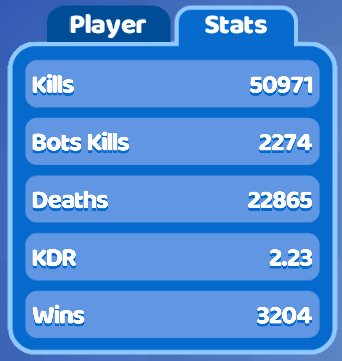 Player Stats
Kills 50971
Bots Kills 2274
Deaths 22865
KDR 2.23
Wins 3204